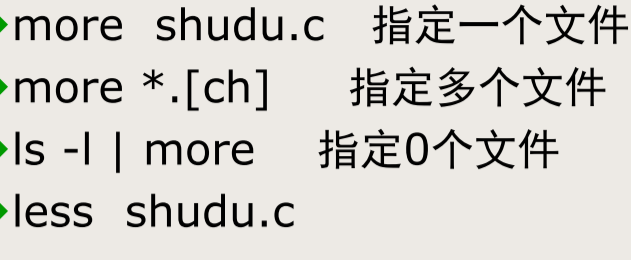 more shudu.c 指定一个文件
more *.[ch] 指定多个文件
ls -l | more 指定0个文件
less shudu.c